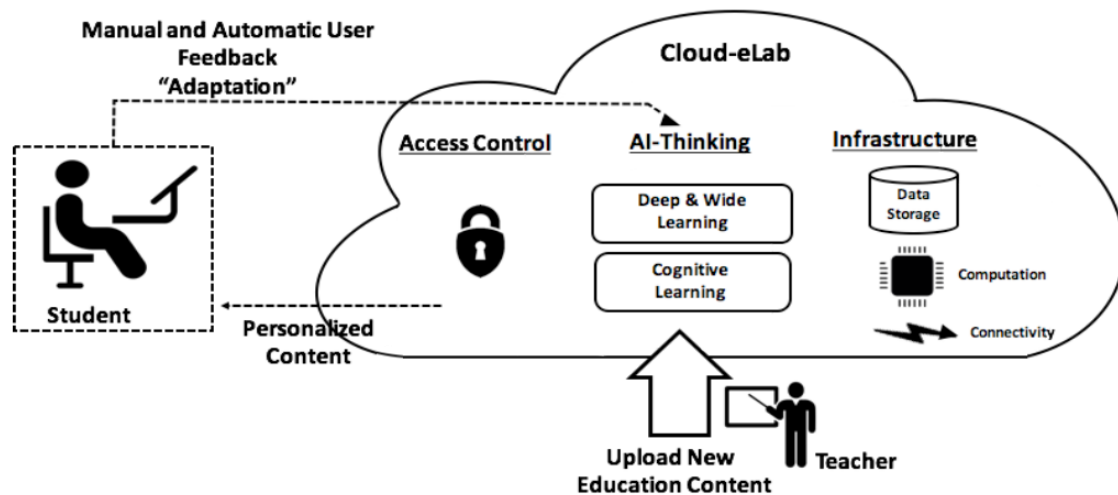 Manual and Automatic User
Feedback
“Adaptation”
Cloud-eLab
Access Control
AI-Thinking
Infrastructure
Deep & Wide
Learning
Cognitive
Learning
Data
Storage
Computation
Connectivity
Student
Personalized
Content
Upload New
Education Content
Teacher